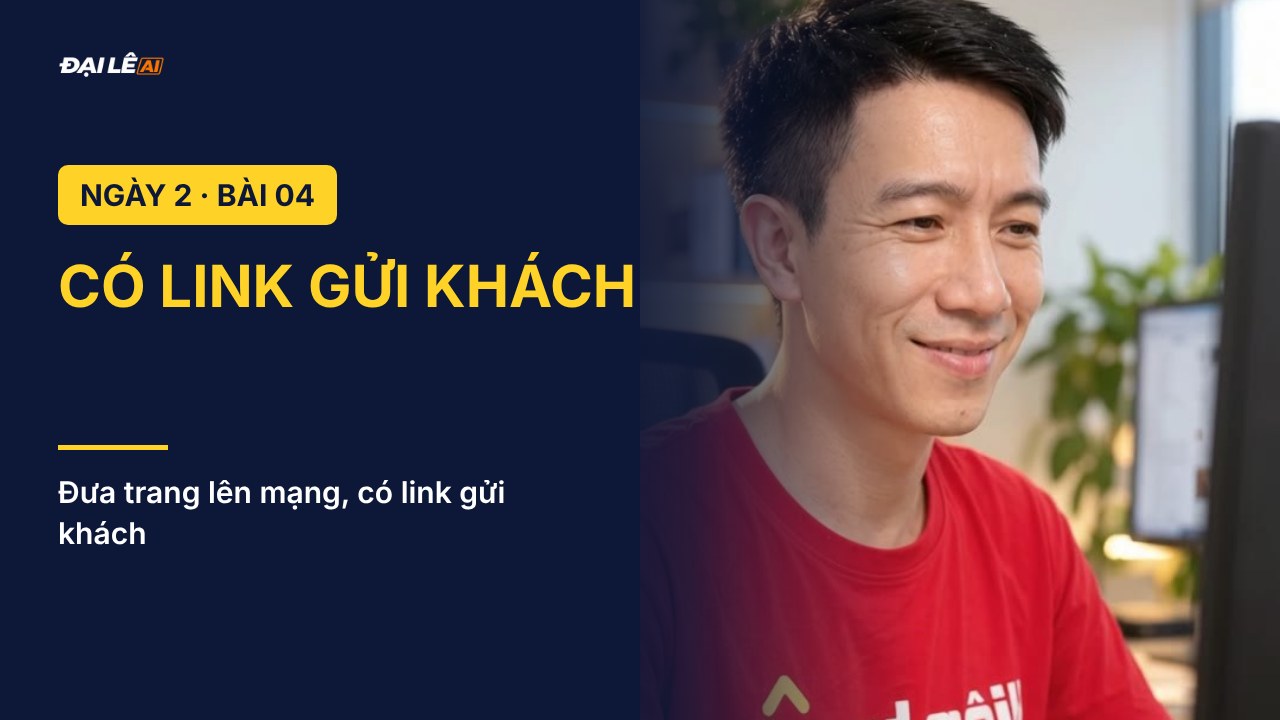 ĐẠI LÊ AI
NGÀY 2 · BÀI 04
CÓ LINK GỬI KHÁCH
Đưa trang lên mạng, có link gửi
khách